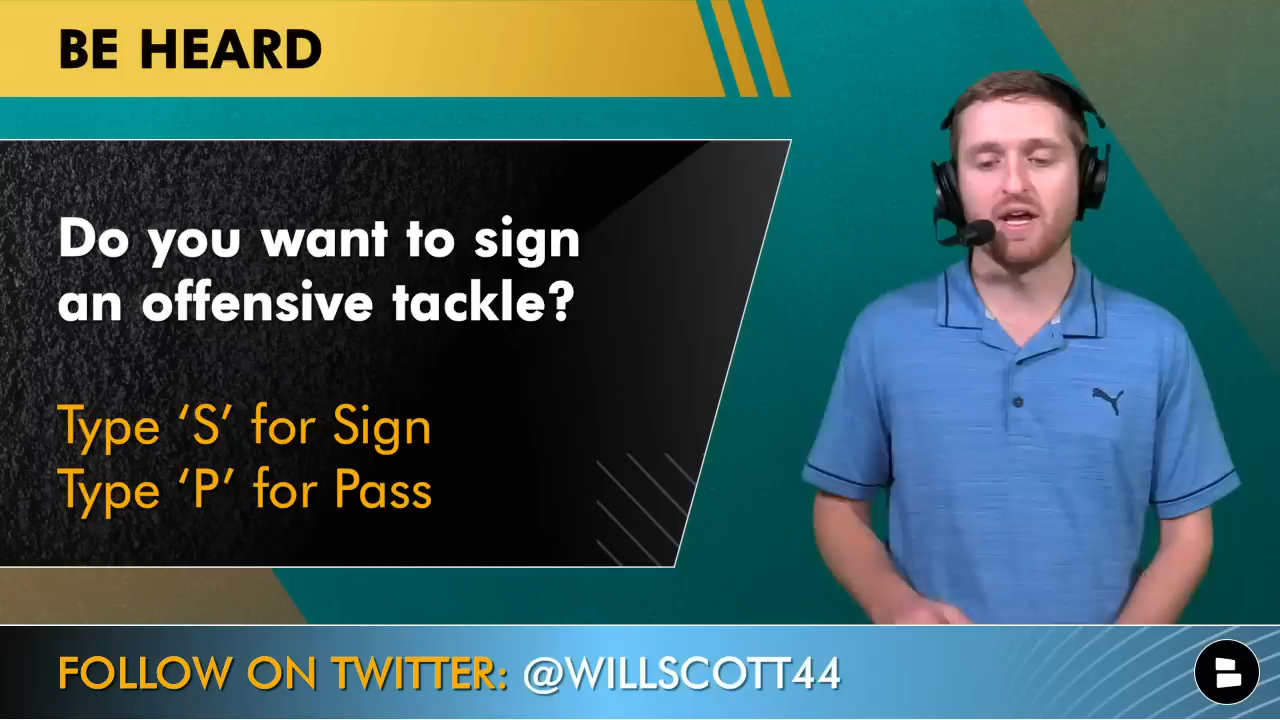 BE HEARD
Do you want to sign
an offensive tackle?
Type ‘S’ for Sign
Type ‘P’ for Pass
FOLLOW ON TWITTER: @WILLSCOTT44